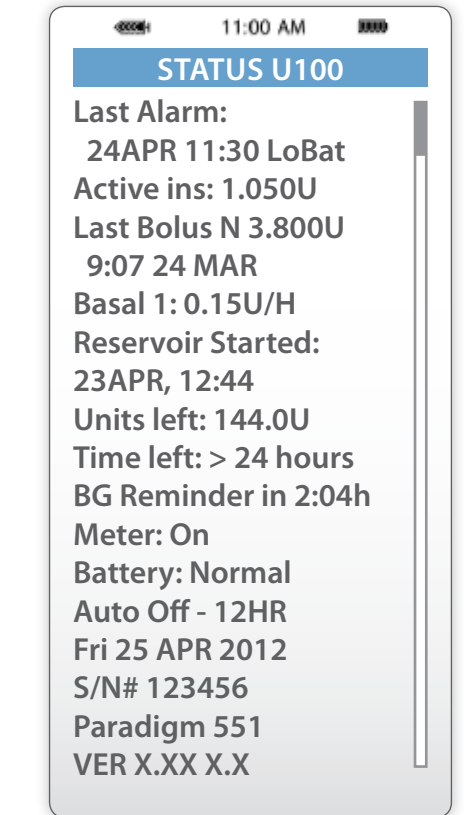 11:00 AM
STATUS U100
Last Alarm:
24APR 11:30 LoBat
Active ins: 1.050U
Last Bolus N 3.800U
9:07 24 MAR
Basal 1: 0.15U/H
Reservoir Started:
23APR, 12:44
Units left: 144.0U
Time left: > 24 hours
BG Reminder in 2:04h
Meter: On
Battery: Normal
Auto Off - 12HR
Fri 25 APR 2012
S/N# 123456
Paradigm 551
VER X.XX X.X